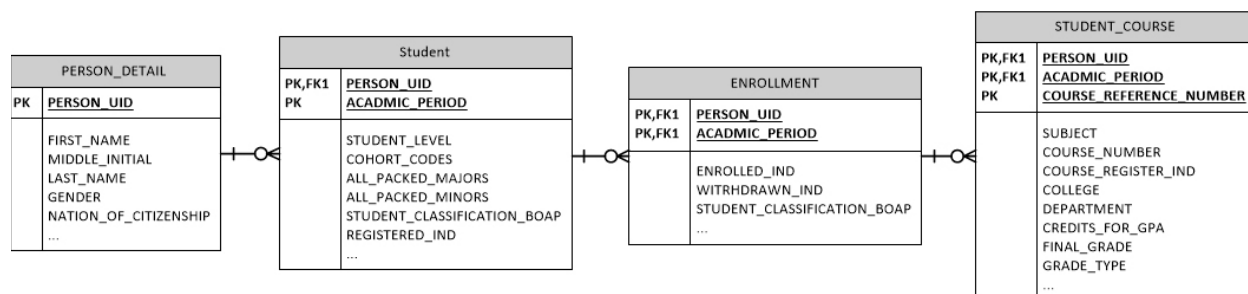 PERSON_DETAIL
PK PERSON_UID
FIRST_NAME
MIDDLE_INITIAL
LAST_NAME
GENDER
NATION_OF_CITIZENSHIP
...
Student
PK,FK1 PERSON_UID
PK ACADMIC_PERIOD
STUDENT_LEVEL
COHORT_CODES
ALL_PACKED_MAJORS
ALL_PACKED_MINORS
STUDENT_CLASSIFICATION_BOAP
REGISTERED_IND
...
ENROLLMENT
PK,FK1 PERSON_UID
PK,FK1 ACADMIC_PERIOD
ENROLLED_IND
WITRHDRAWN_IND
STUDENT_CLASSIFICATION_BOAP
...
STUDENT_COURSE
PK,FK1 PERSON_UID
PK,FK1 ACADMIC_PERIOD
PK COURSE_REFERENCE_NUMBER
SUBJECT
COURSE_NUMBER
COURSE_REGISTER_IND
COLLEGE
DEPARTMENT
CREDITS_FOR_GPA
FINAL_GRADE
GRADE_TYPE
...